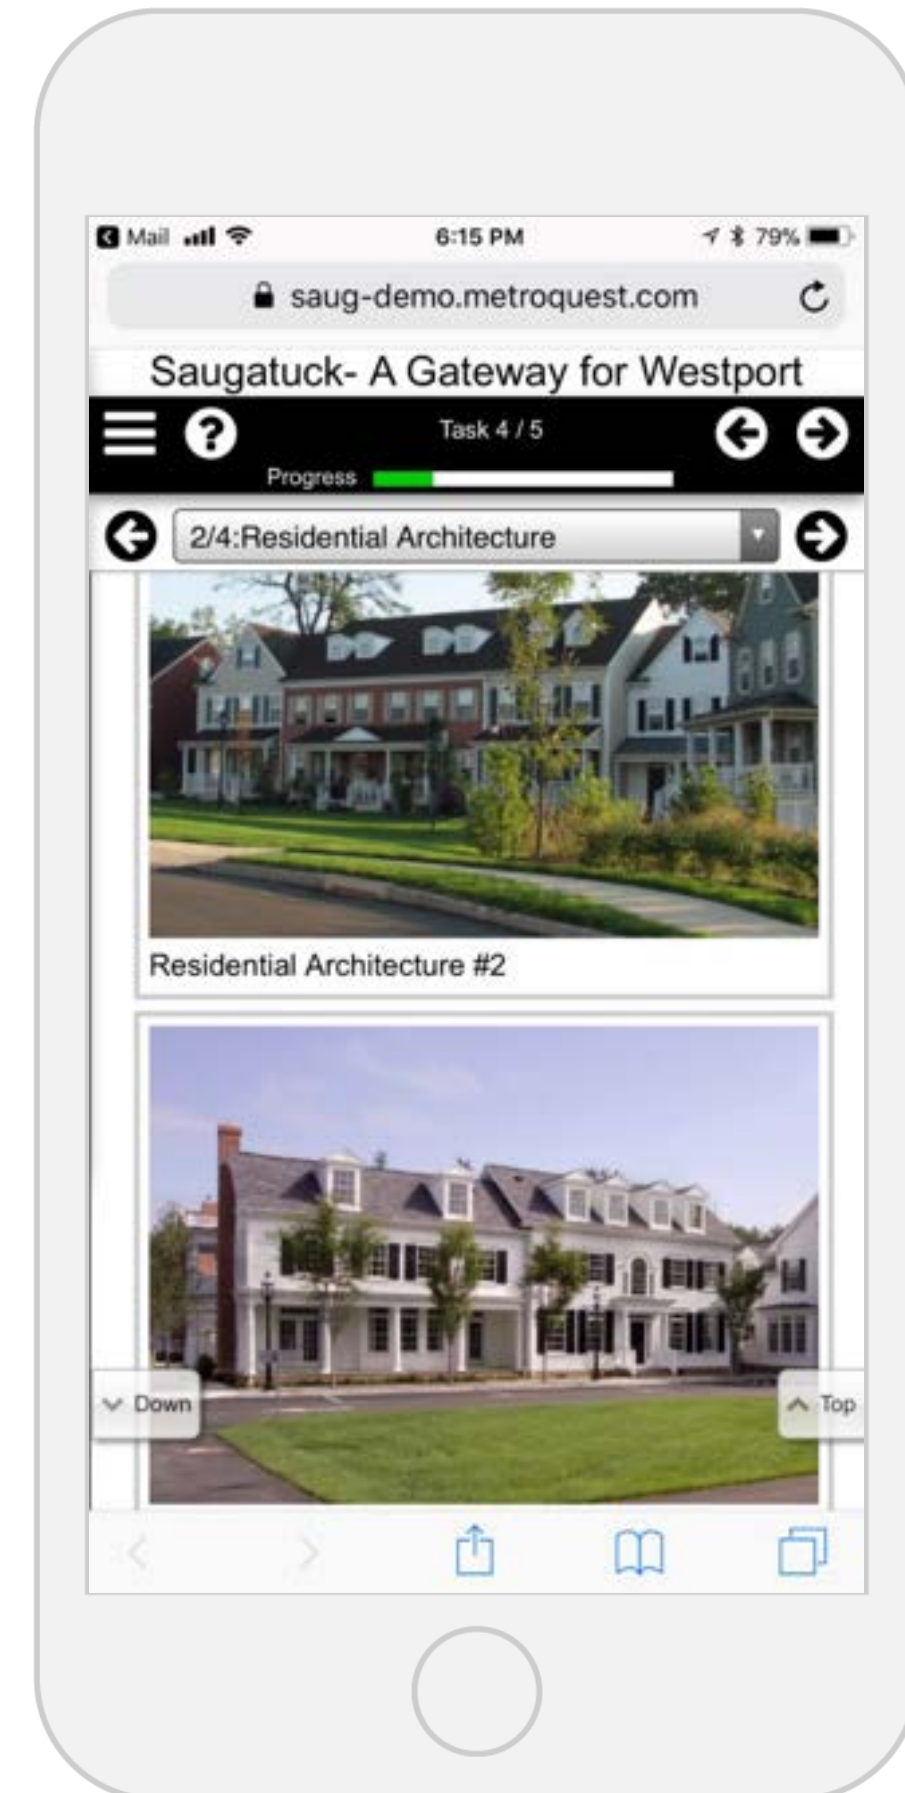 Mail 6:15 PM 79%
saug-demo.metroquest.com
Saugatuck- A Gateway for Westport
? Task 4 / 5
Progress
2/4:Residential Architecture
Residential Architecture #2
Down Top